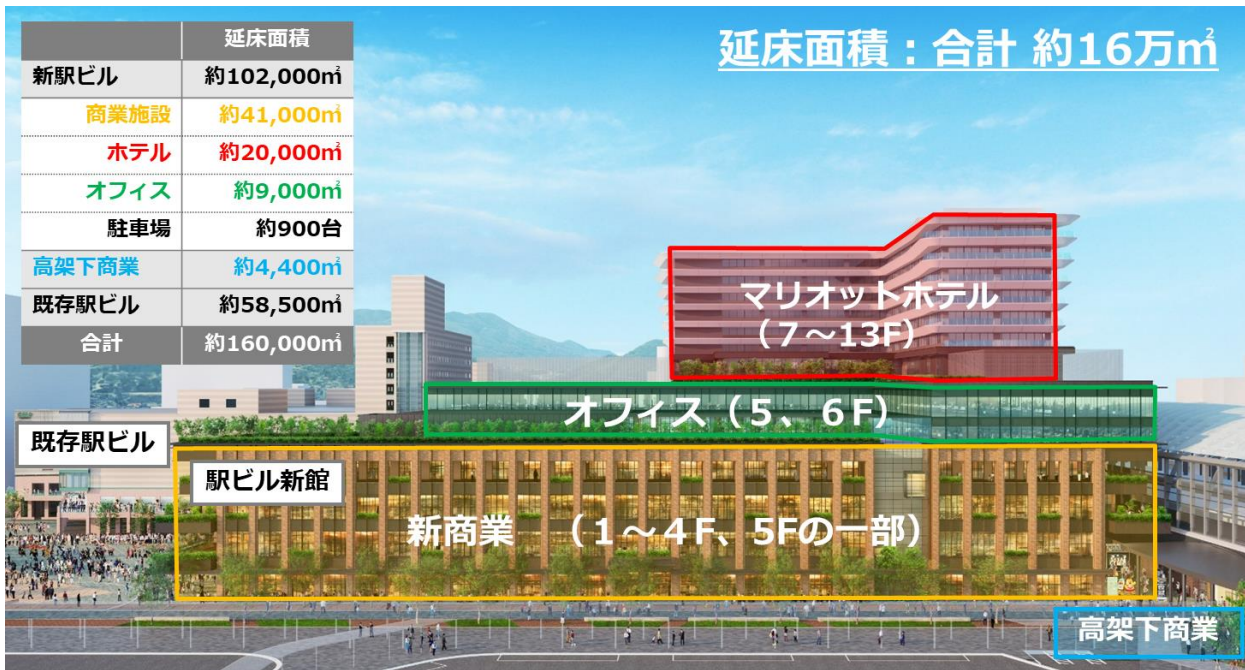 延床面積：合計 約16万㎡
延床面積
新駅ビル 約102,000㎡
商業施設 約41,000㎡
ホテル 約20,000㎡
オフィス 約9,000㎡
駐車場 約900台
高架下商業 約4,400㎡
既存駅ビル 約58,500㎡
合計 約160,000㎡
マリオットホテル
（７～13F）
オフィス（５、６F）
既存駅ビル
駅ビル新館
新商業 （１～４F、5Fの一部）
高架下商業